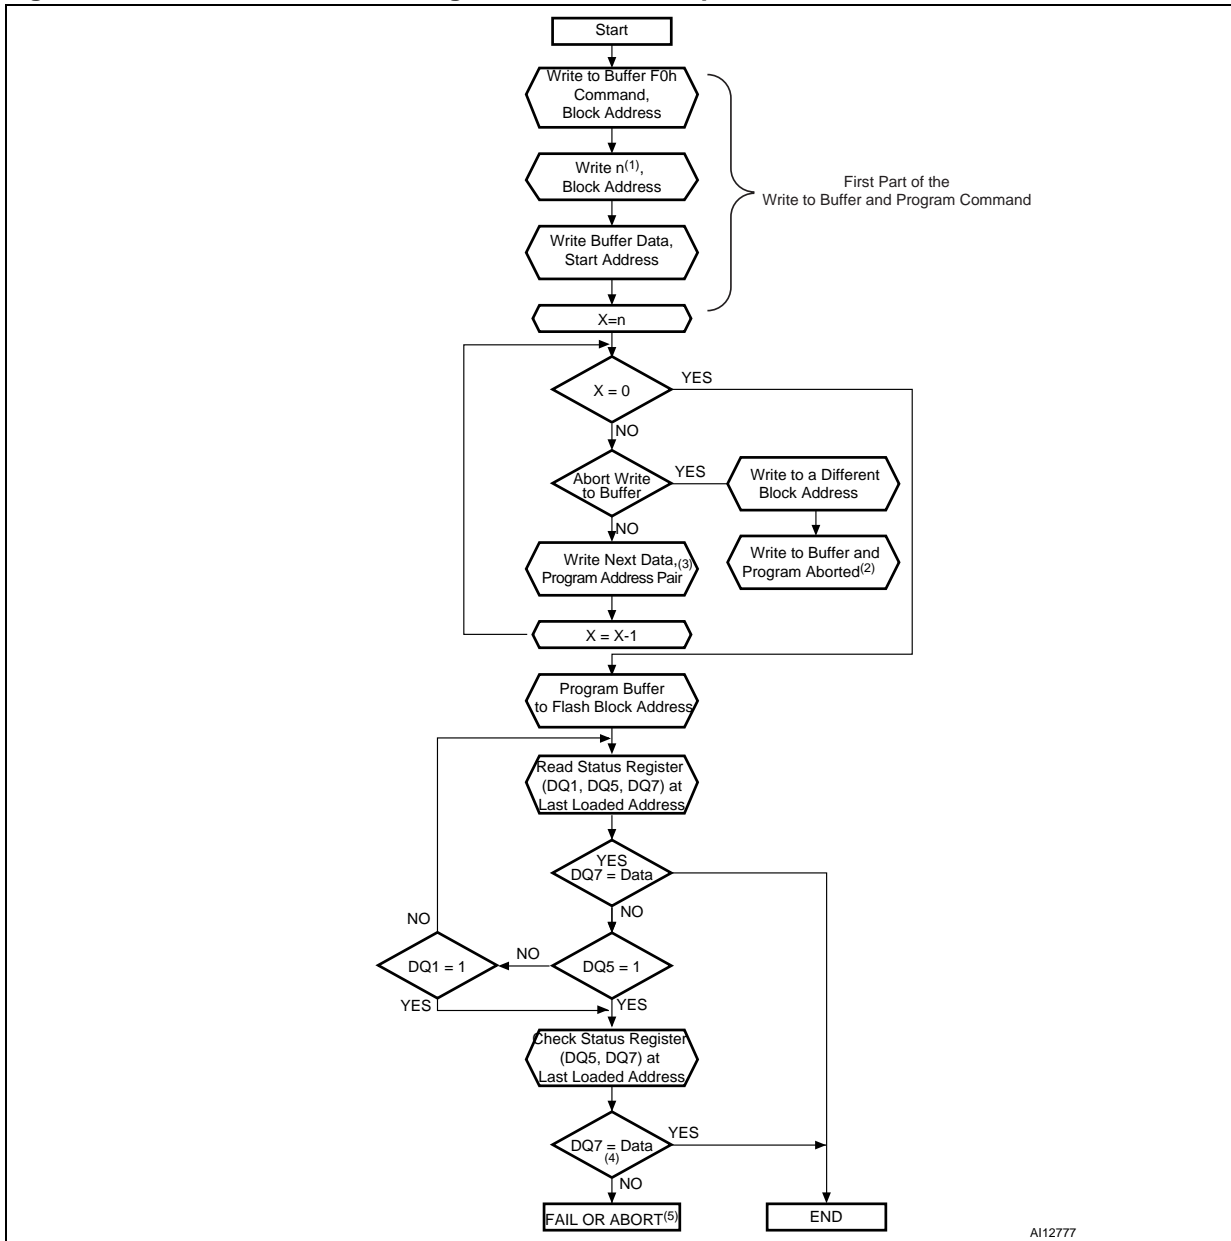 Start
Write to Buffer F0h
Command,
Block Address
Write n(1),
Block Address
First Part of the
Write to Buffer and Program Command
Write Buffer Data,
Start Address
X=n
YES
X = 0
NO
Abort Write
to Buffer
YES
Write to a Different
Block Address
NO
Write Next Data,(3)
Program Address Pair
Write to Buffer and
Program Aborted(2)
X = X-1
Program Buffer
to Flash Block Address
Read Status Register
(DQ1, DQ5, DQ7) at
Last Loaded Address
YES
DQ7 = Data
NO
NO
DQ1 = 1
NO
DQ5 = 1
YES
YES
Check Status Register
(DQ5, DQ7) at
Last Loaded Address
YES
DQ7 = Data
(4)
NO
FAIL OR ABORT(5)
END
AI12777